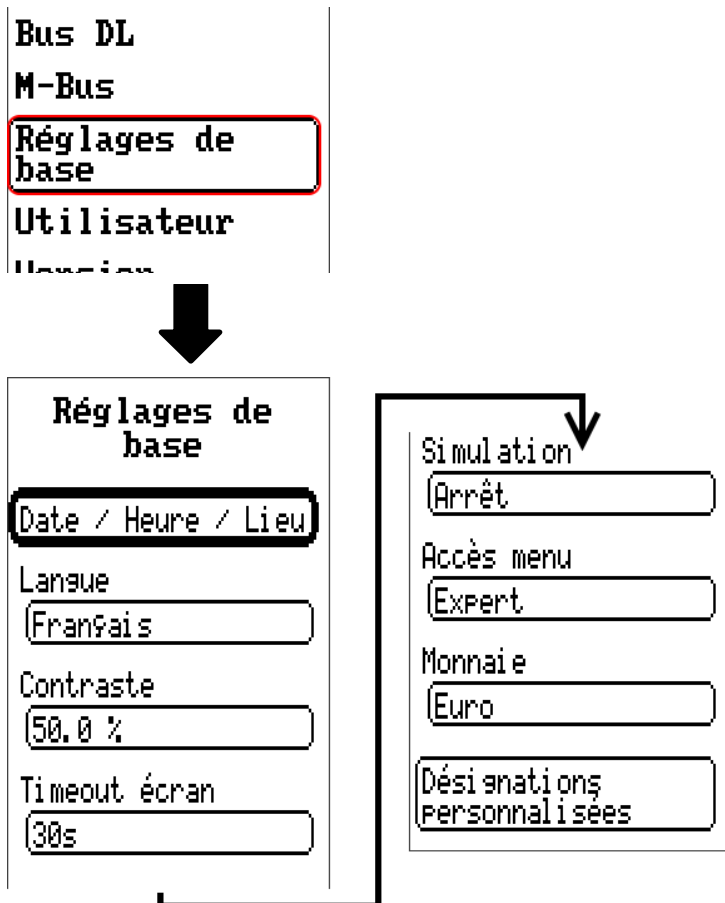 Bus DL
M-Bus
Réglages de
base
Utilisateur
Version
Réglages de
base
Date / Heure / Lieu
Langue
Français
Contraste
50.0 %
Timeout écran
30s
Simulation
Arrêt
Accès menu
Expert
Monnaie
Euro
Désignations
personnalisées